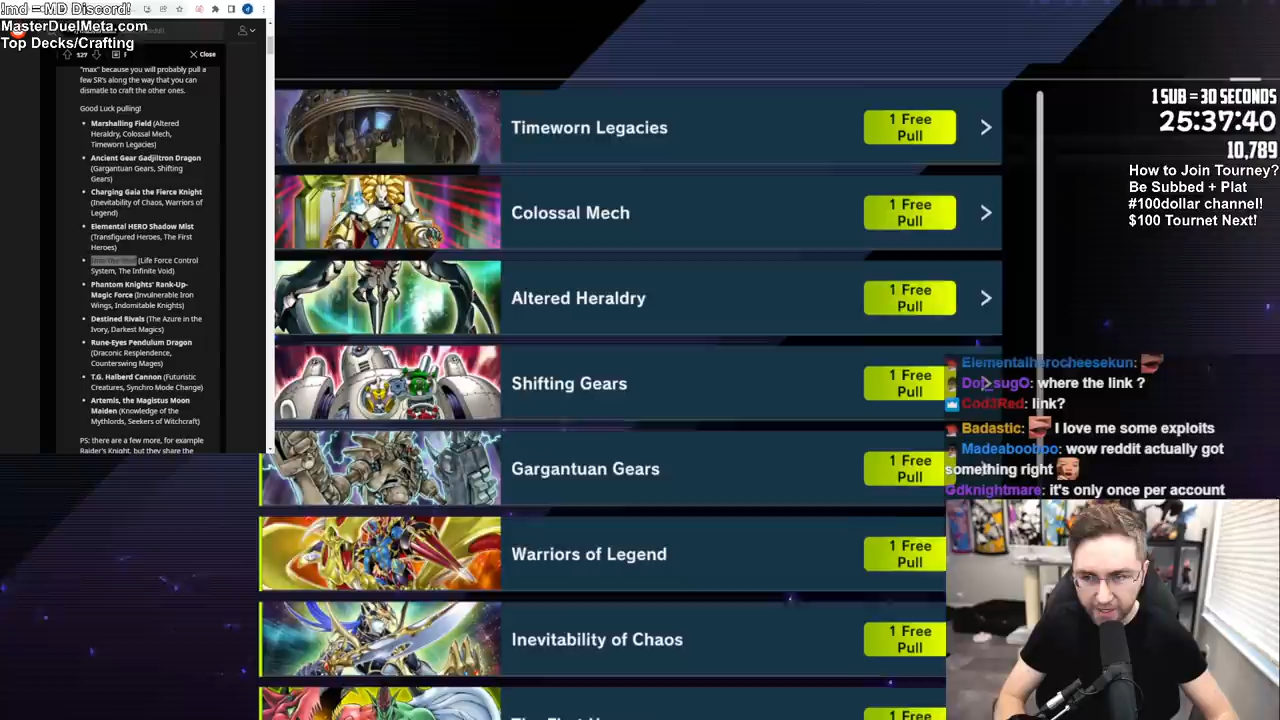 !md = MD Discord!
MasterDuelMeta.com
Top Decks/Crafting
127
Close
"max" because you will probably pull a
few SR's along the way that you can
dismatle to craft the other ones.
Good Luck pulling!
Marshalling Field (Altered
Heraldry, Colossal Mech,
Timeworn Legacies)
Ancient Gear Gadjiltron Dragon
(Gargantuan Gears, Shifting
Gears)
Charging Gaia the Fierce Knight
(Inevitability of Chaos, Warriors of
Legend)
Elemental HERO Shadow Mist
(Transfigured Heroes, The First
Heroes)
(Life Force Control
System, The Infinite Void)
Phantom Knights' Rank-Up-
Magic Force (Invulnerable Iron
Wings, Indomitable Knights)
Destined Rivals (The Azure in the
Ivory, Darkest Magics)
Rune-Eyes Pendulum Dragon
(Draconic Resplendence,
Counterswing Mages)
T.G. Halberd Cannon (Futuristic
Creatures, Synchro Mode Change)
Artemis, the Magistus Moon
Maiden (Knowledge of the
Mythlords, Seekers of Witchcraft)
PS: there are a few more, for example
Raider's Knight, but they share the
Timeworn Legacies
1 Free
Pull
Colossal Mech
1 Free
Pull
Altered Heraldry
1 Free
Pull
Shifting Gears
1 Free
Pull
Gargantuan Gears
1 Free
Pull
Warriors of Legend
1 Free
Pull
Inevitability of Chaos
1 Free
Pull
1 SUB = 30 SECONDS
25:37:40
10,789
How to Join Tourney?
Be Subbed + Plat
#100dollar channel!
$100 Tournet Next!
Elementalherocheesekun:
where the link ?
CodJRed: link?
Badastic: I love me some exploits
Madeabooboo: wow reddit actually got
something right
Gdknightmare: it's only once per account